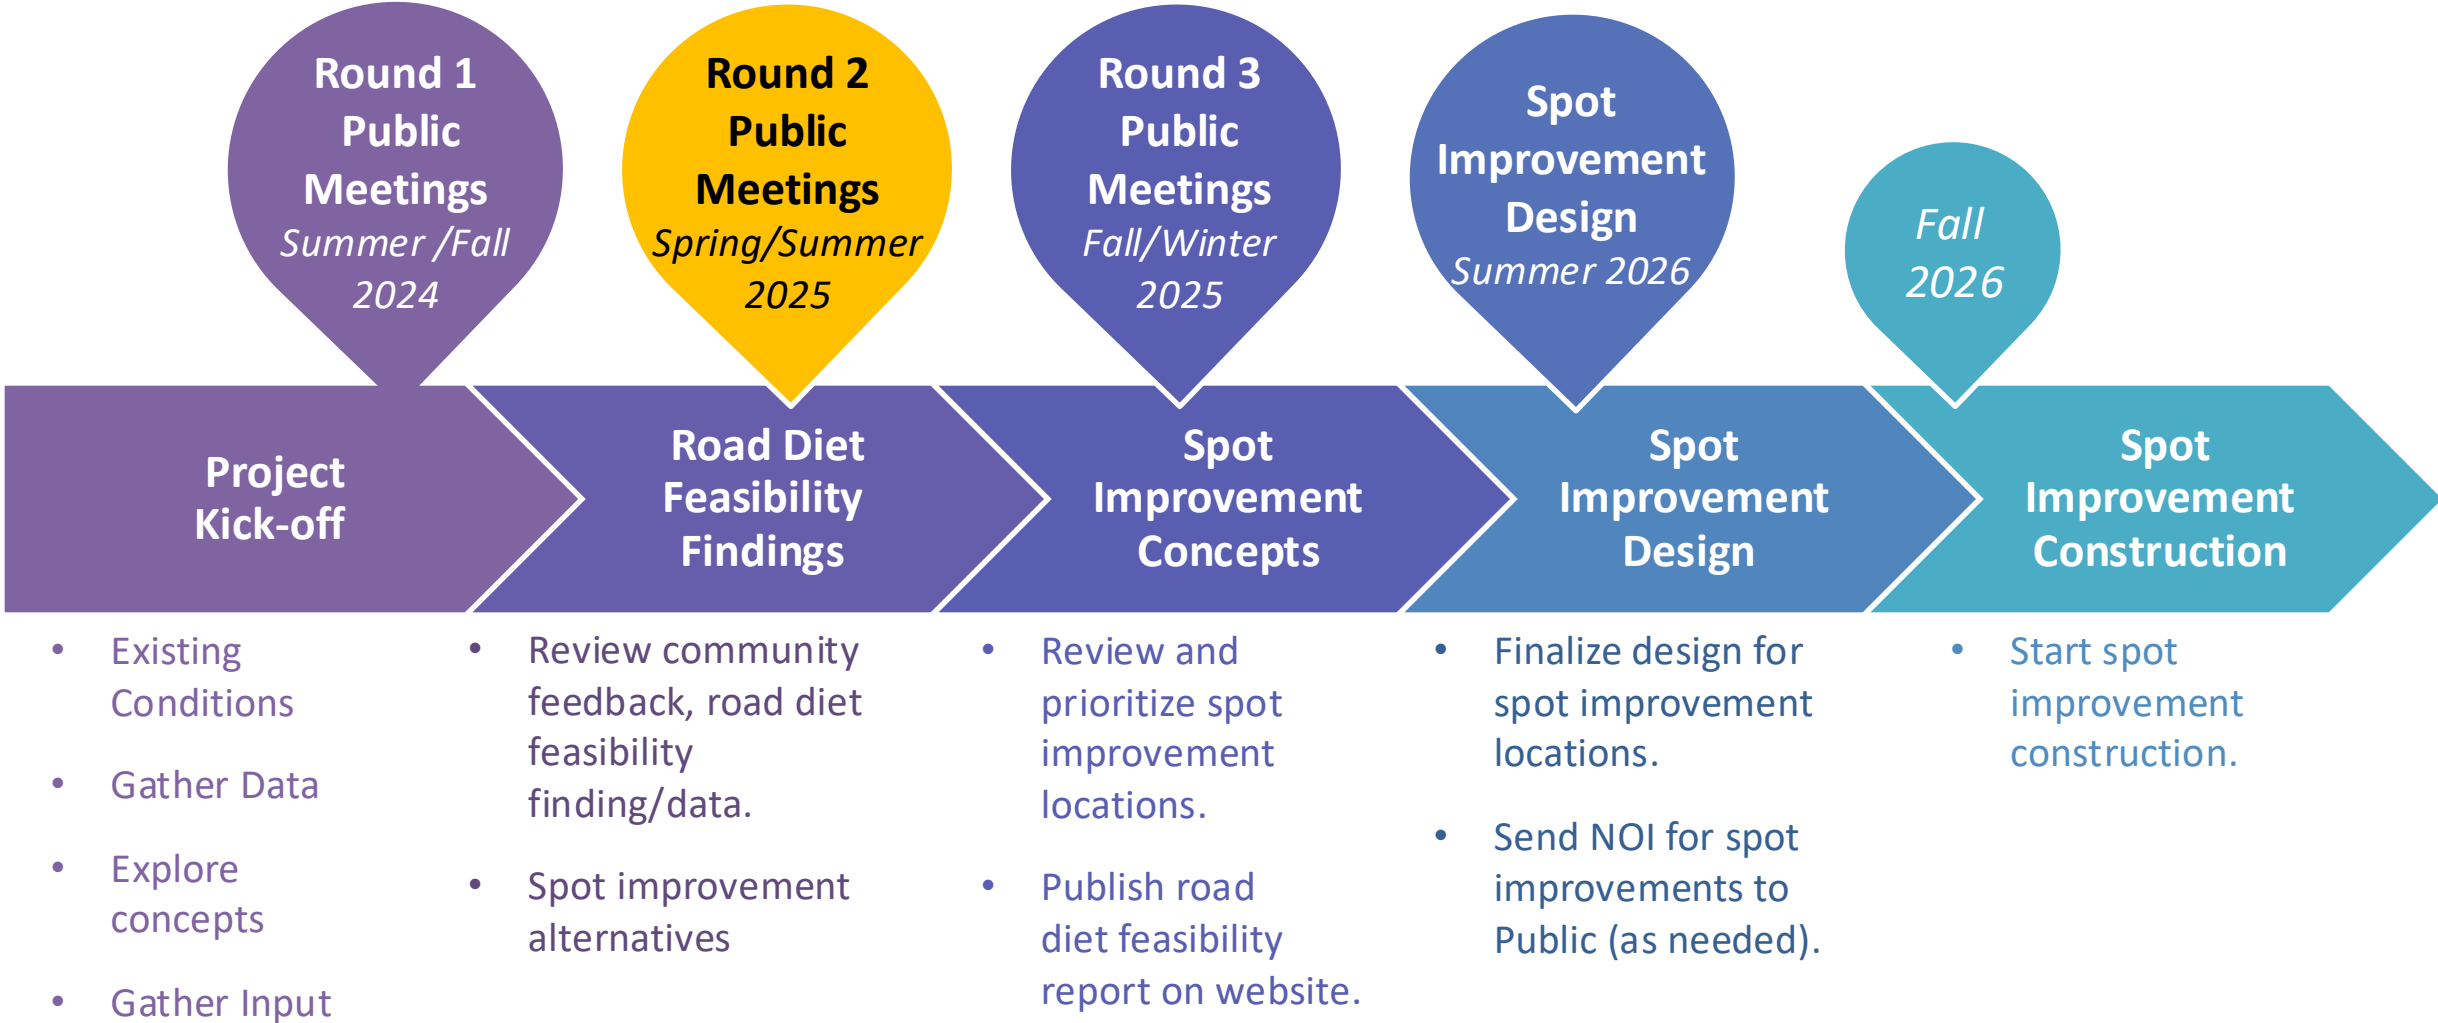 Round 1
Public
Meetings
Summer /Fall
2024
Round 2
Public
Meetings
Spring/Summer
2025
Round 3
Public
Meetings
Fall/Winter
2025
Spot
Improvement
Design
Summer 2026
Fall
2026
Project
Kick-off
Road Diet
Feasibility
Findings
Spot
Improvement
Concepts
Spot
Improvement
Design
Spot
Improvement
Construction
• Existing
Conditions
• Gather Data
• Explore
concepts
• Gather Input
• Review community
feedback, road diet
feasibility
finding/data.
• Spot improvement
alternatives
• Review and
prioritize spot
improvement
locations.
• Publish road
diet feasibility
report on website.
• Finalize design for
spot improvement
locations.
• Send NOI for spot
improvements to
Public (as needed).
• Start spot
improvement
construction.